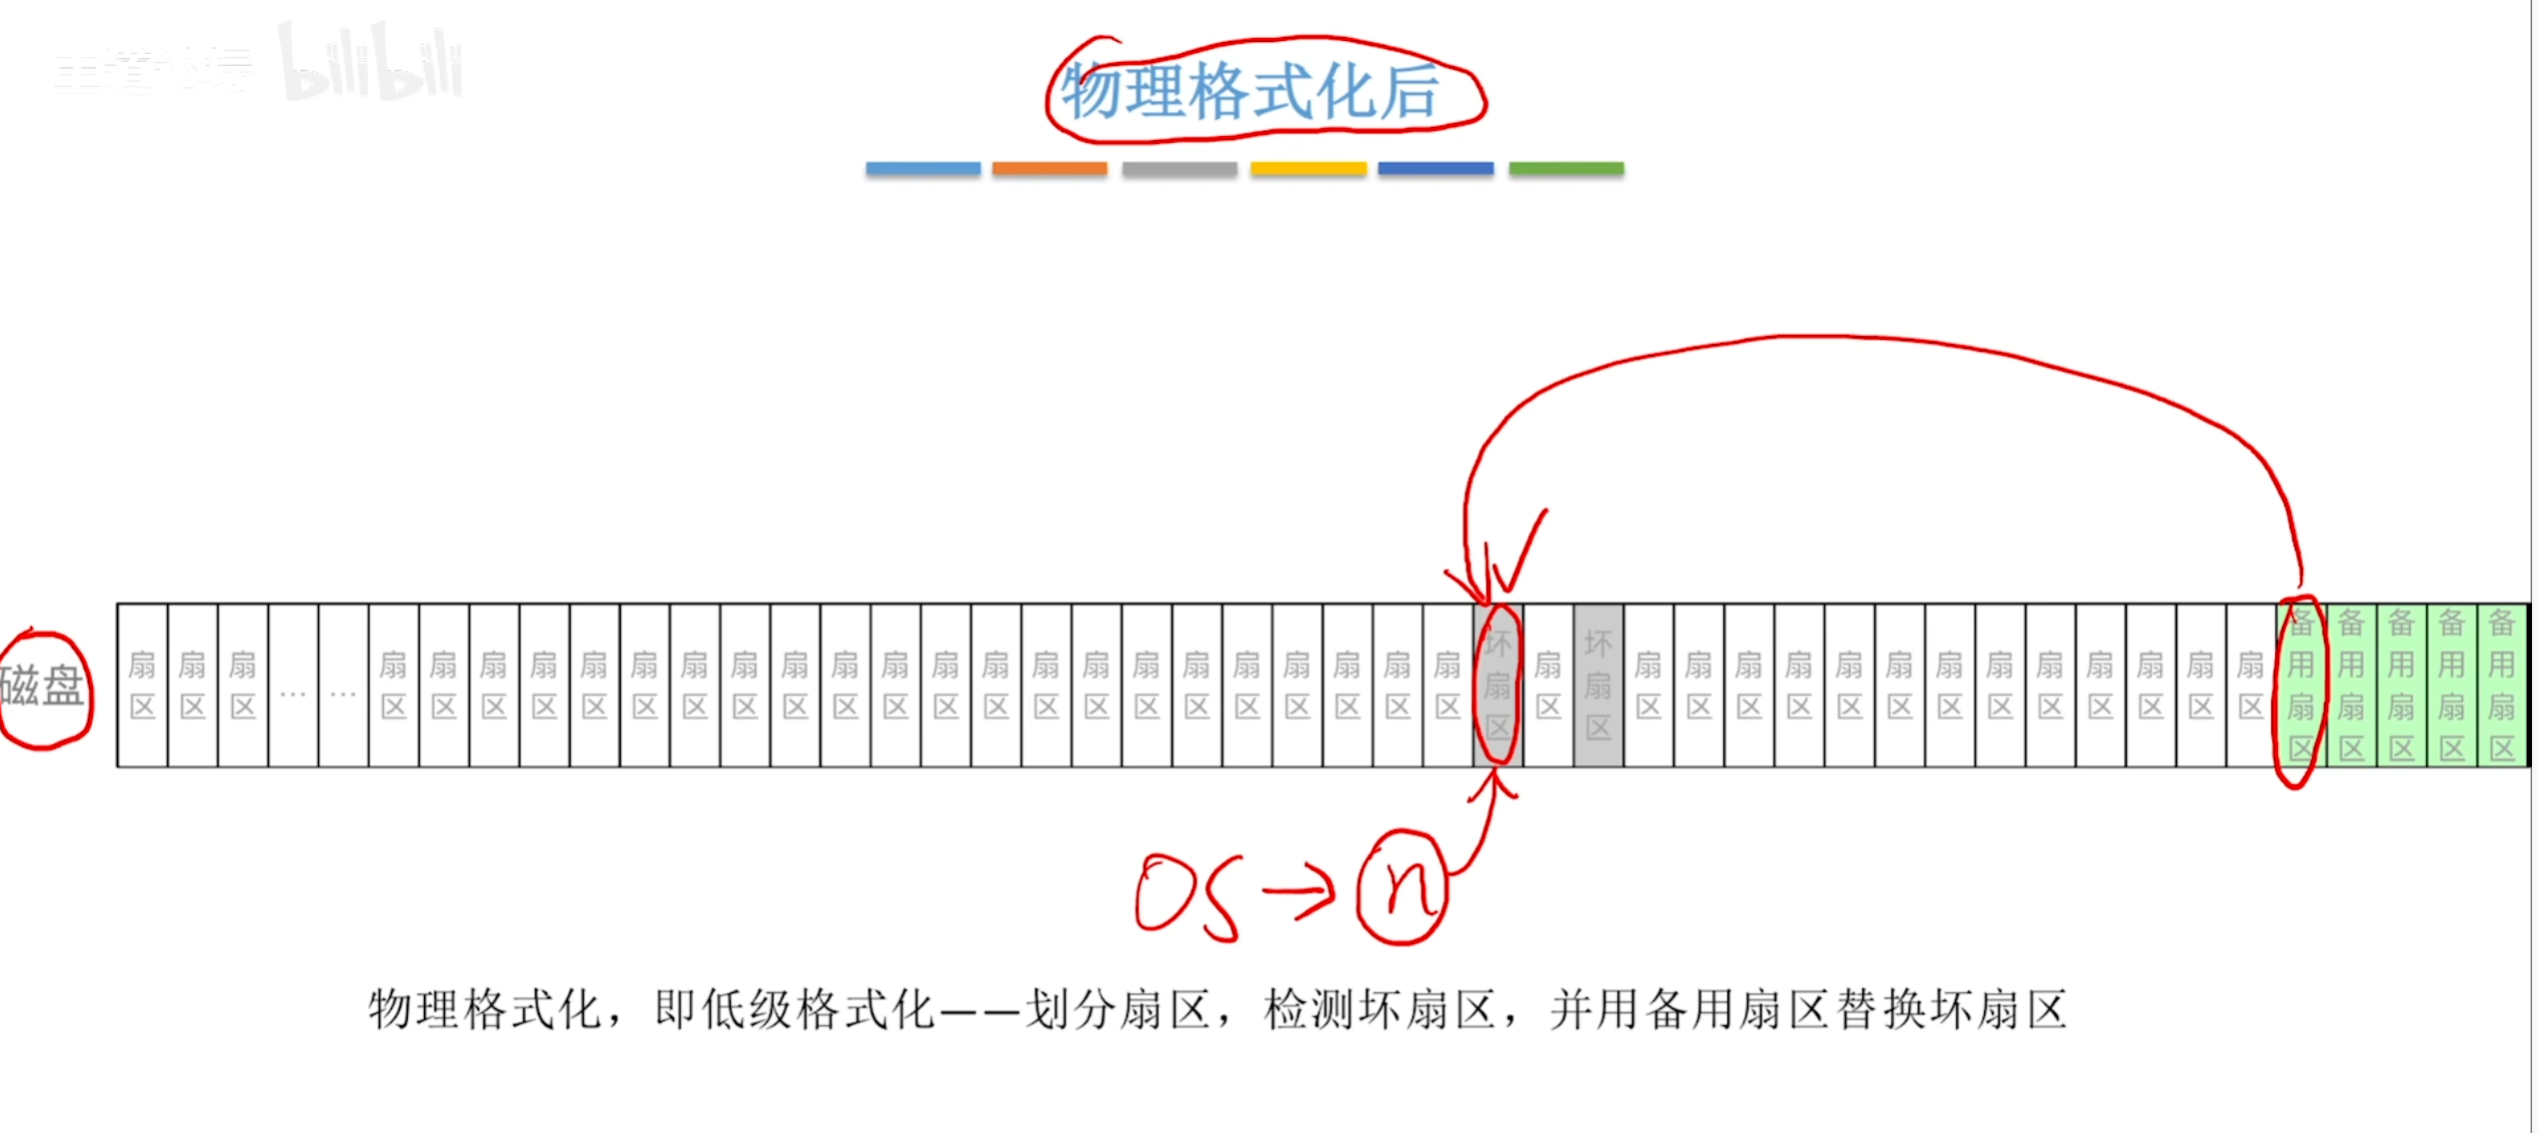 王道论坛 bilibili
物理格式化后
磁盘 扇区 扇区 扇区 … … 扇区 扇区 扇区 扇区 扇区 扇区 扇区 扇区 扇区 扇区 扇区 扇区 扇区 扇区 扇区 扇区 扇区 扇区 扇区 扇区 扇区 扇区 坏扇区 扇区 坏扇区 扇区 扇区 扇区 扇区 扇区 扇区 扇区 扇区 扇区 扇区 扇区 扇区 扇区 备用扇区 备用扇区 备用扇区 备用扇区 备用扇区
OS→n
物理格式化，即低级格式化——划分扇区，检测坏扇区，并用备用扇区替换坏扇区